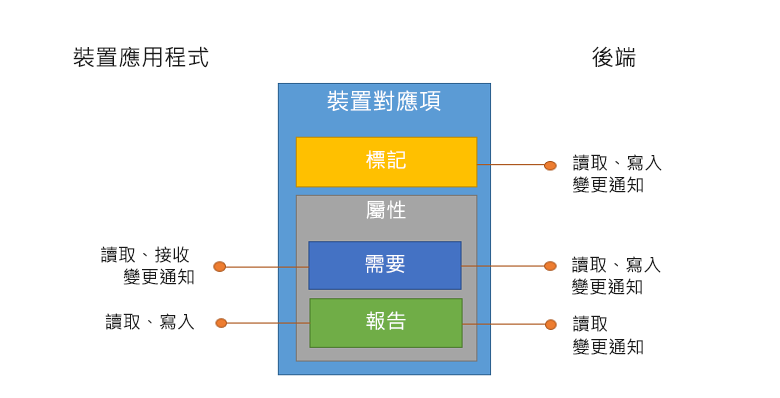 裝置應用程式
後端
裝置對應項
標記
讀取、寫入
變更通知
屬性
讀取、接收
變更通知
需要
讀取、寫入
變更通知
讀取、寫入
報告
讀取
變更通知